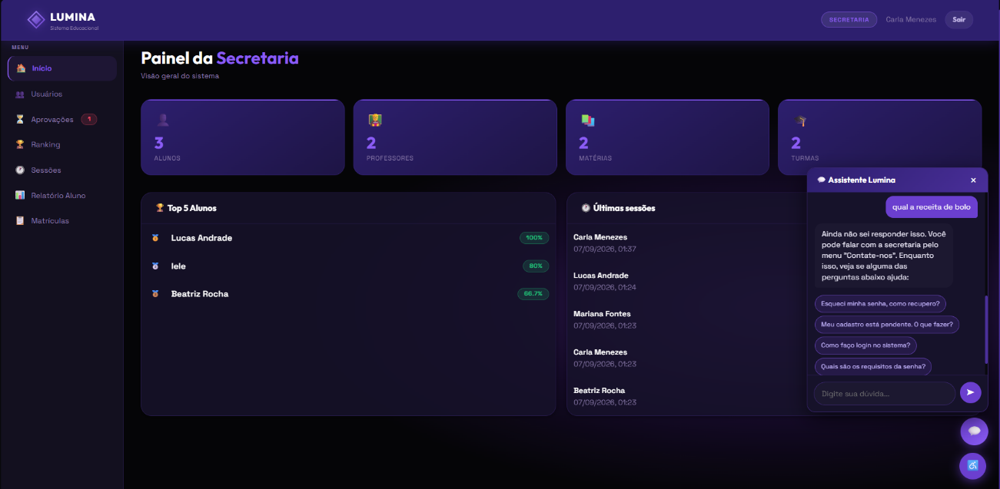 LUMINA
Sistema Educacional
SECRETARIA
Carla Menezes
Sair
MENU
Início
Usuários
Aprovações
1
Ranking
Sessões
Relatório Aluno
Matrículas
Painel da Secretaria
Visão geral do sistema
3
ALUNOS
2
PROFESSORES
2
MATÉRIAS
2
TURMAS
Top 5 Alunos
Lucas Andrade
100%
lele
80%
Beatriz Rocha
66.7%
Últimas sessões
Carla Menezes
07/09/2026, 01:37
Lucas Andrade
07/09/2026, 01:24
Mariana Fontes
07/09/2026, 01:23
Carla Menezes
07/09/2026, 01:23
Beatriz Rocha
07/09/2026, 01:23
Assistente Lumina
×
qual a receita de bolo
Ainda não sei responder isso. Você
pode falar com a secretaria pelo
menu "Contate-nos". Enquanto
isso, veja se alguma das
perguntas abaixo ajuda:
Esqueci minha senha, como recupero?
Meu cadastro está pendente. O que fazer?
Como faço login no sistema?
Quais são os requisitos da senha?
Digite sua dúvida...